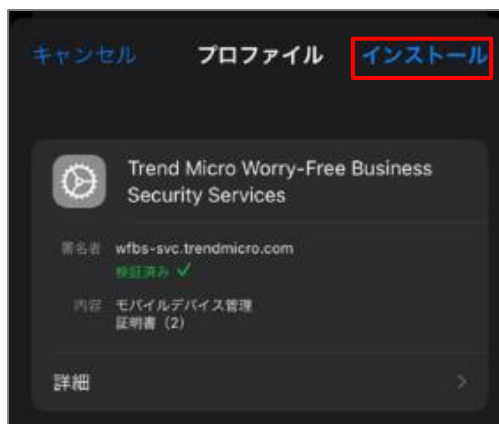 キャンセル プロファイル インストール
Trend Micro Worry-Free Business
Security Services
署名者 wfbs-svc.trendmicro.com
検証済み ✓
内容 モバイルデバイス管理
証明書（2）
詳細